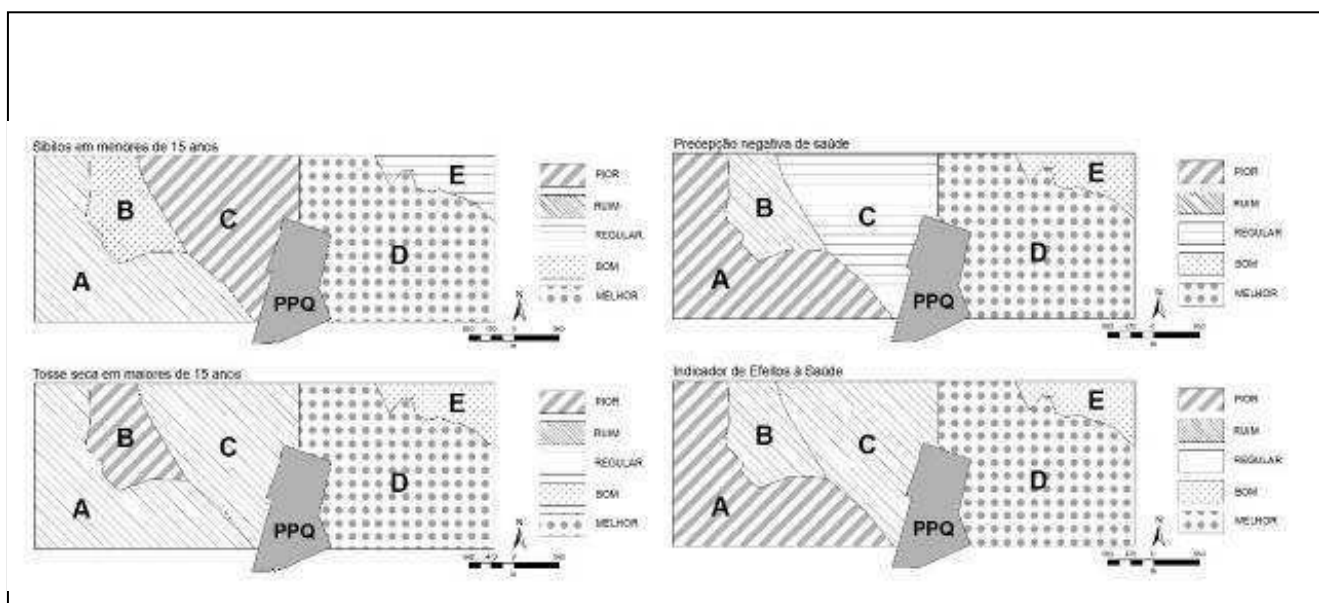 Sibilos em menores de 15 anos
A
B
C
D
E
PPQ
PIOR
RUIM
REGULAR
BOM
MELHOR
N
Precepção negativa de saúde
A
B
C
D
E
PPQ
PIOR
RUIM
REGULAR
BOM
MELHOR
Tosse seca em maiores de 15 anos
A
B
C
D
E
PPQ
PIOR
RUIM
REGULAR
BOM
MELHOR
Indicador de Efeitos à Saúde
A
B
C
D
E
PPQ
PIOR
RUIM
REGULAR
BOM
MELHOR